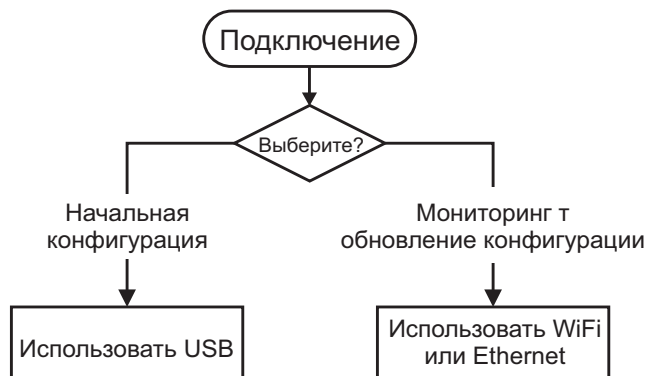 Подключение
Выберите?
Начальная
конфигурация
Мониторинг т
обновление конфигурации
Использовать USB
Использовать WiFi
или Ethernet